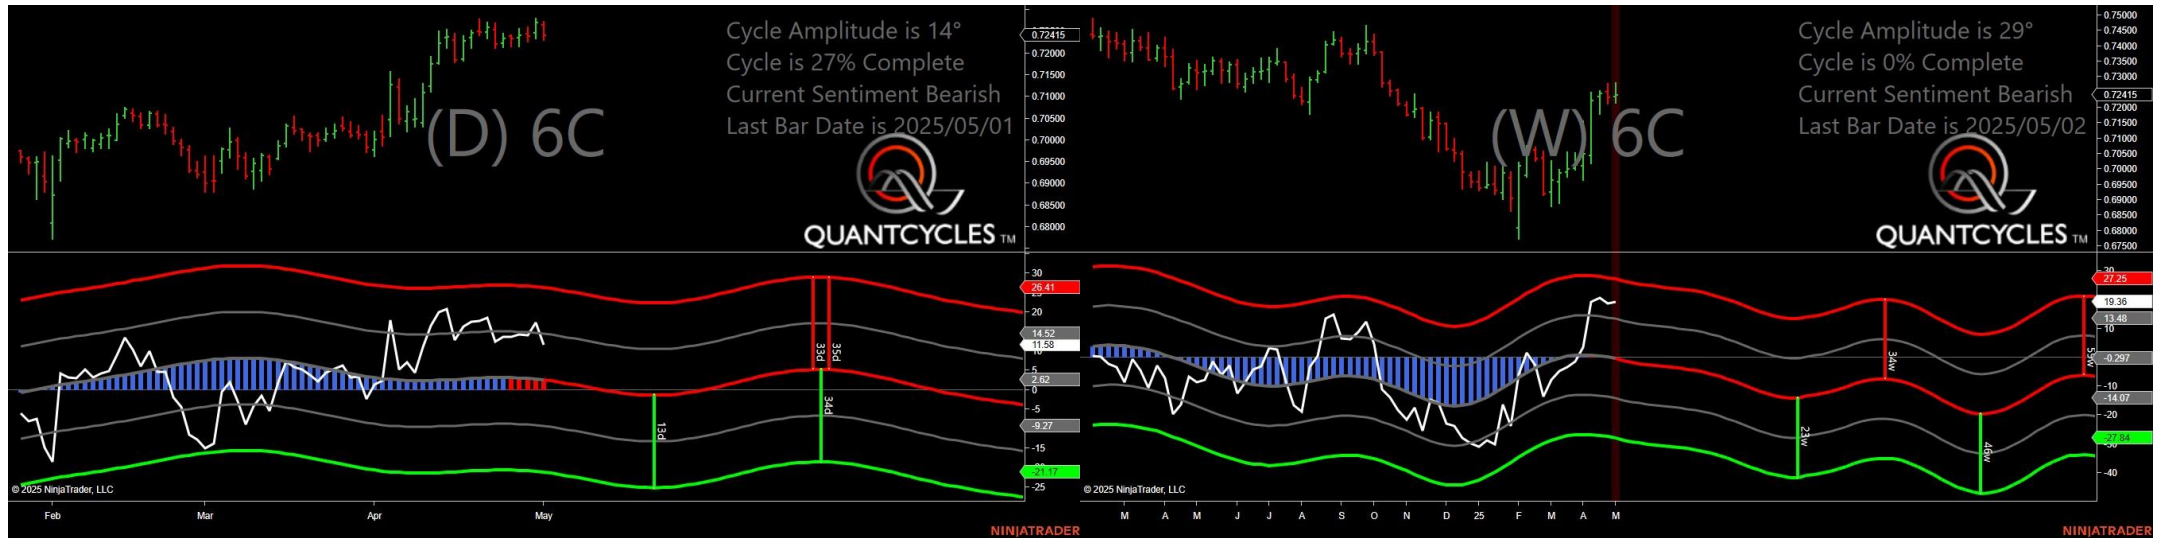 Cycle Amplitude is 14°
Cycle is 27% Complete
Current Sentiment Bearish
Last Bar Date is 2025/05/01
(D) 6C
QUANTCYCLES TM
0.72415
0.72000
0.71500
0.71000
0.70500
0.70000
0.69500
0.69000
0.68500
0.68000
30
26.41
20
14.52
11.58
5
2.62
0
-5
-9.27
-15
-21.17
-25
33d
35d
34d
13d
© 2025 NinjaTrader, LLC
Feb Mar Apr May
NINJATRADER
Cycle Amplitude is 29°
Cycle is 0% Complete
Current Sentiment Bearish
Last Bar Date is 2025/05/02
(W) 6C
QUANTCYCLES TM
0.75000
0.74500
0.74000
0.73500
0.73000
0.72415
0.72000
0.71500
0.71000
0.70500
0.70000
0.69500
0.69000
0.68500
0.68000
0.67500
27.25
19.36
13.48
10
-0.297
-10
-14.07
-20
-27.84
-40
34w
23w
46w
© 2025 NinjaTrader, LLC
M A M J J A S O N D 25 F M A M
NINJATRADER